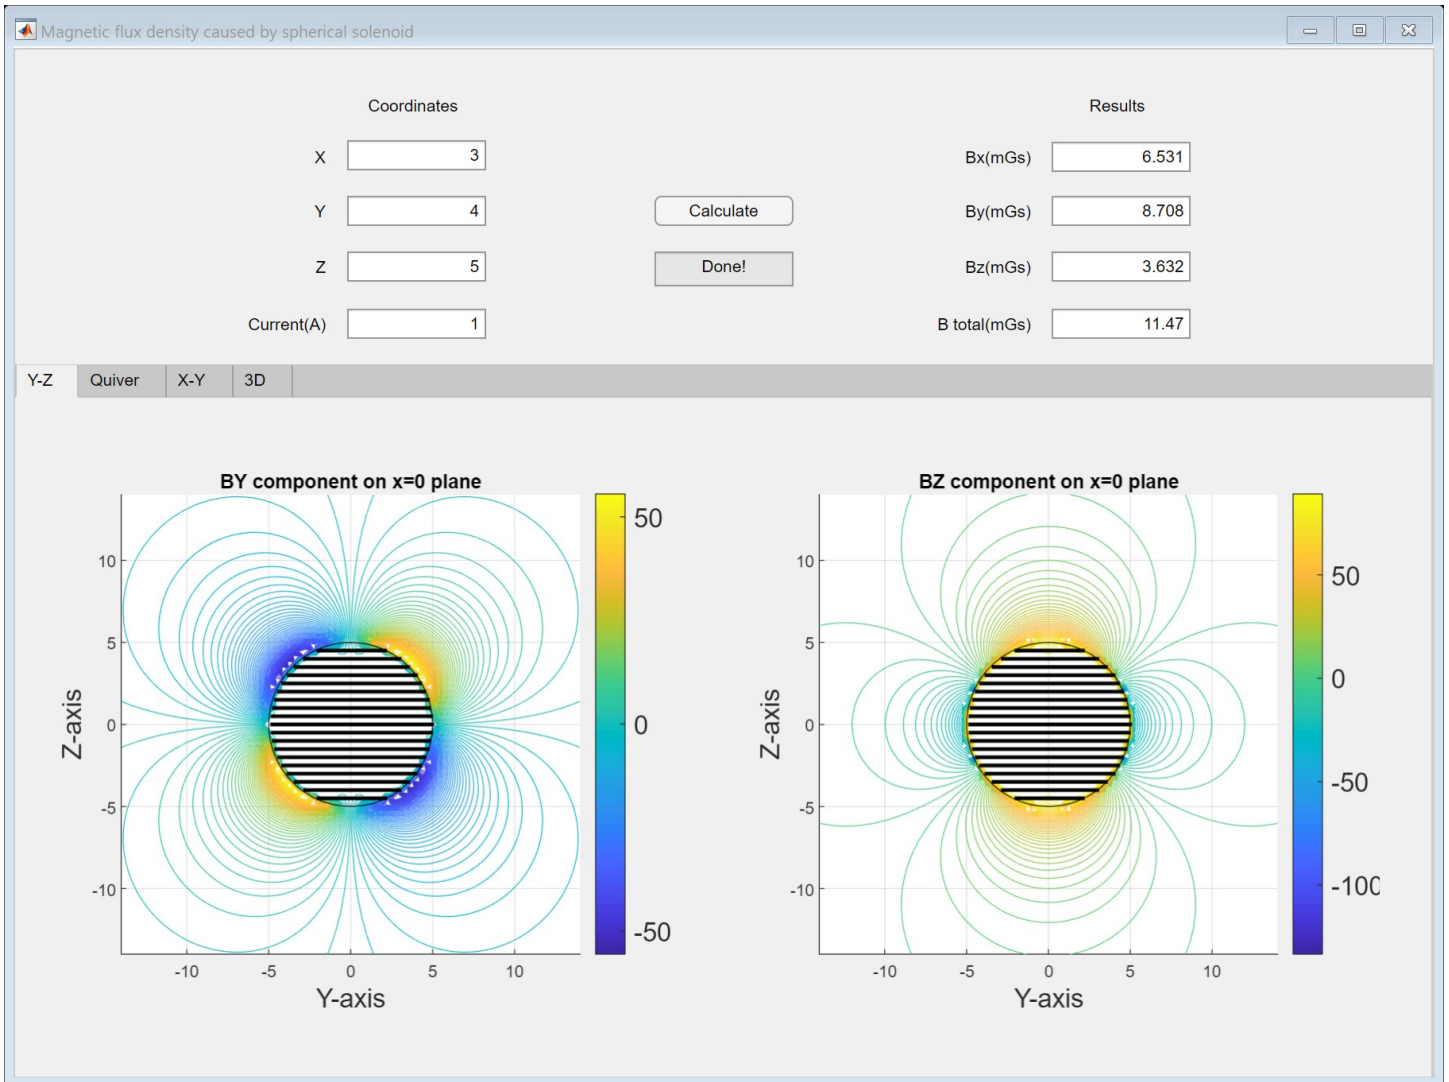 Magnetic flux density caused by spherical solenoid
Coordinates
Results
X 3
Bx(mGs) 6.531
Y 4
Calculate
By(mGs) 8.708
Z 5
Done!
Bz(mGs) 3.632
Current(A) 1
B total(mGs) 11.47
Y-Z Quiver X-Y 3D
BY component on x=0 plane
10
5
0
-5
-10
Z-axis
-10 -5 0 5 10
Y-axis
50
0
-50
BZ component on x=0 plane
10
5
0
-5
-10
Z-axis
-10 -5 0 5 10
Y-axis
50
0
-50
-100